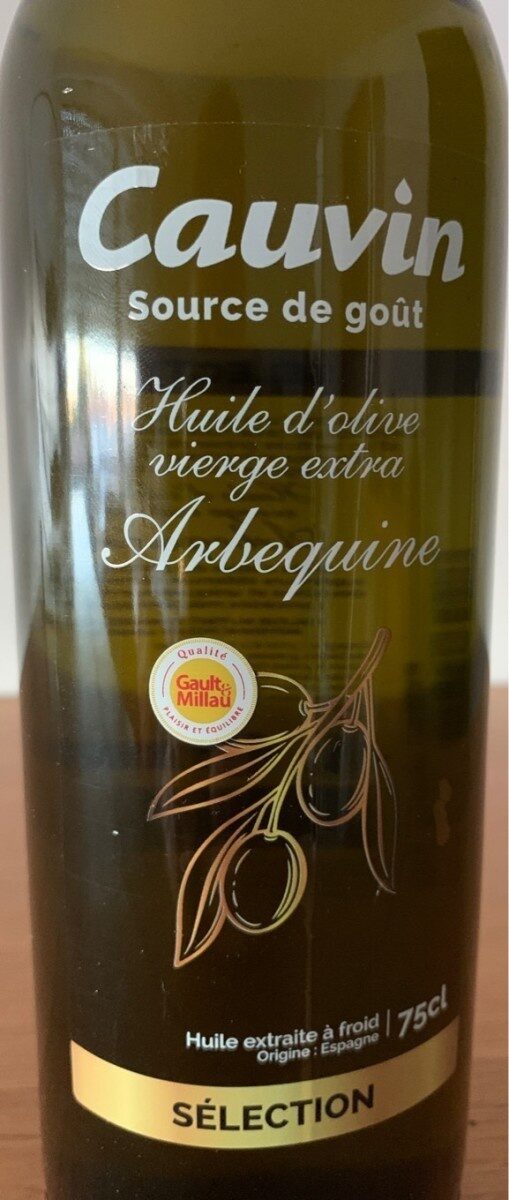 Cauvin
Source de goût
Huile d'olive
vierge extra
Arbequine
Qualité
Gault&
Millau
PLAISIR ET ÉQUILIBRE
Huile extraite à froid
Origine : Espagne
75cl
SÉLECTION